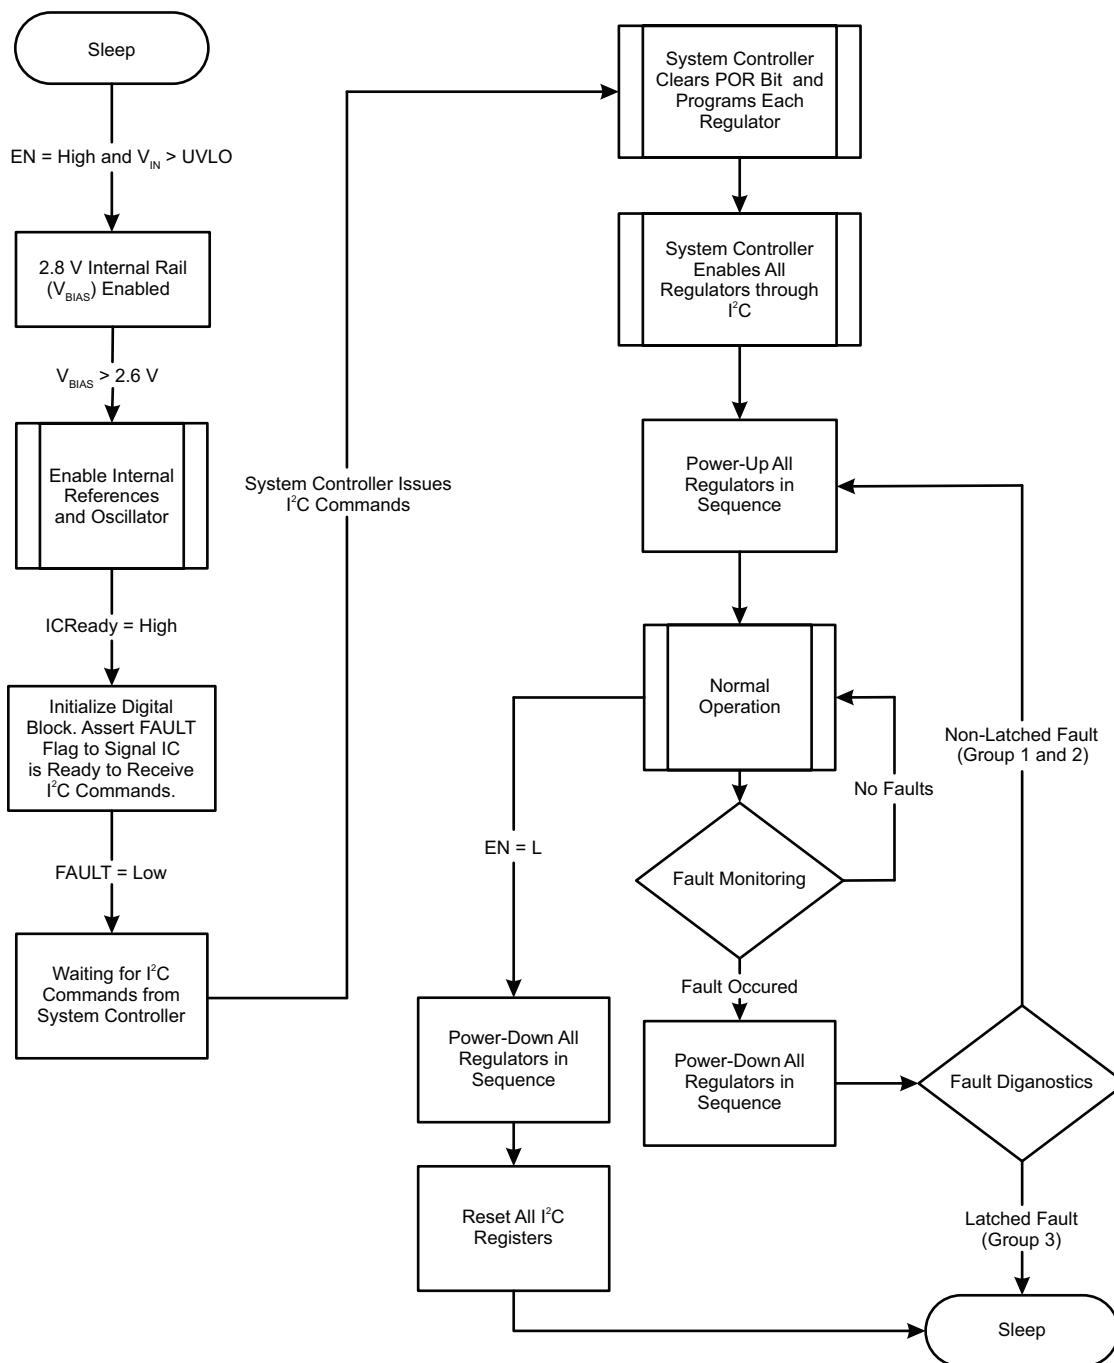 Sleep
EN = High and VIN > UVLO
2.8 V Internal Rail
(VBIAS) Enabled
VBIAS > 2.6 V
Enable Internal
References
and Oscillator
ICReady = High
Initialize Digital
Block. Assert FAULT
Flag to Signal IC
is Ready to Receive
I²C Commands.
FAULT = Low
Waiting for I²C
Commands from
System Controller
System Controller Issues
I²C Commands
System Controller
Clears POR Bit and
Programs Each
Regulator
System Controller
Enables All
Regulators through
I²C
Power-Up All
Regulators in
Sequence
Normal
Operation
No Faults
Non-Latched Fault
(Group 1 and 2)
EN = L
Fault Monitoring
Fault Occured
Power-Down All
Regulators in
Sequence
Power-Down All
Regulators in
Sequence
Fault Diganostics
Reset All I²C
Registers
Latched Fault
(Group 3)
Sleep